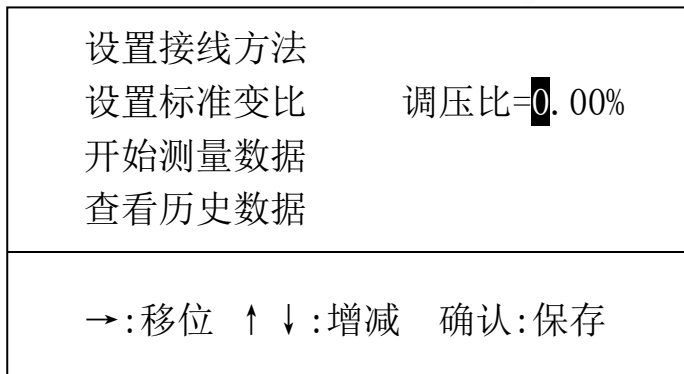 设置接线方法
设置标准变比 调压比=0.00%
开始测量数据
查看历史数据
→:移位 ↑↓:增减 确认:保存